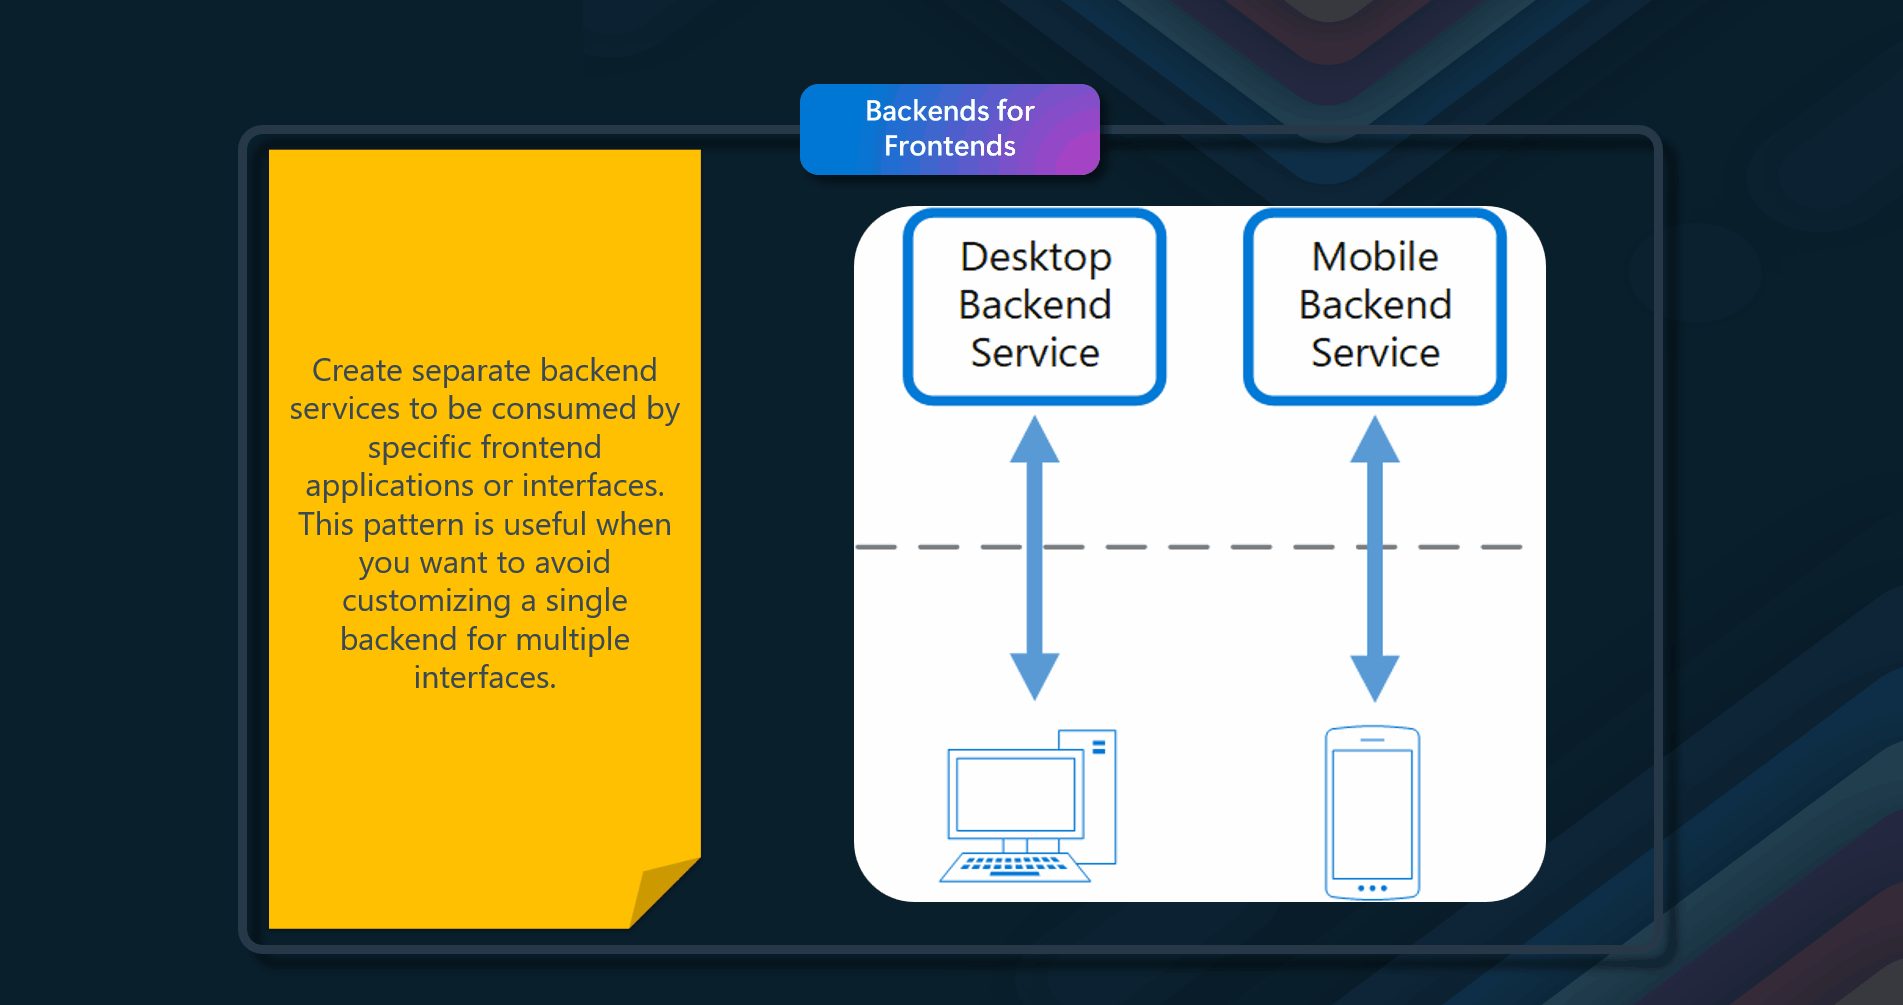 Backends for
Frontends
Create separate backend
services to be consumed by
specific frontend
applications or interfaces.
This pattern is useful when
you want to avoid
customizing a single
backend for multiple
interfaces.
Desktop
Backend
Service
Mobile
Backend
Service